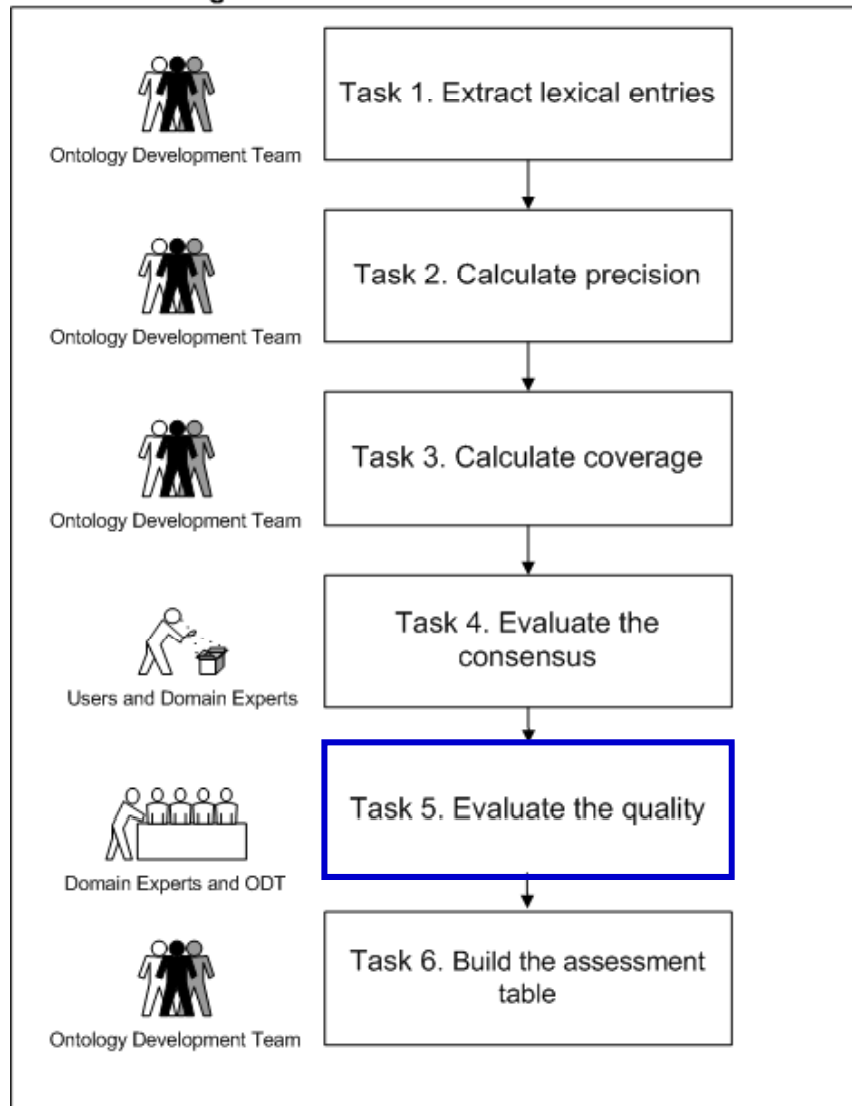 Task 1. Extract lexical entries
Ontology Development Team
Task 2. Calculate precision
Ontology Development Team
Task 3. Calculate coverage
Ontology Development Team
Task 4. Evaluate the
consensus
Users and Domain Experts
Task 5. Evaluate the quality
Domain Experts and ODT
Task 6. Build the assessment
table
Ontology Development Team